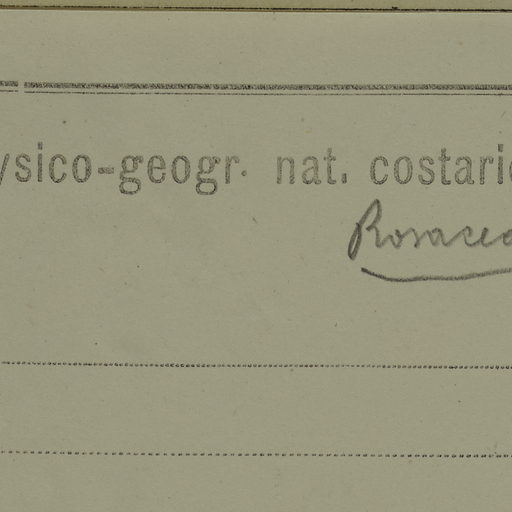 ysico-geogr. nat. costaric
Rosacea